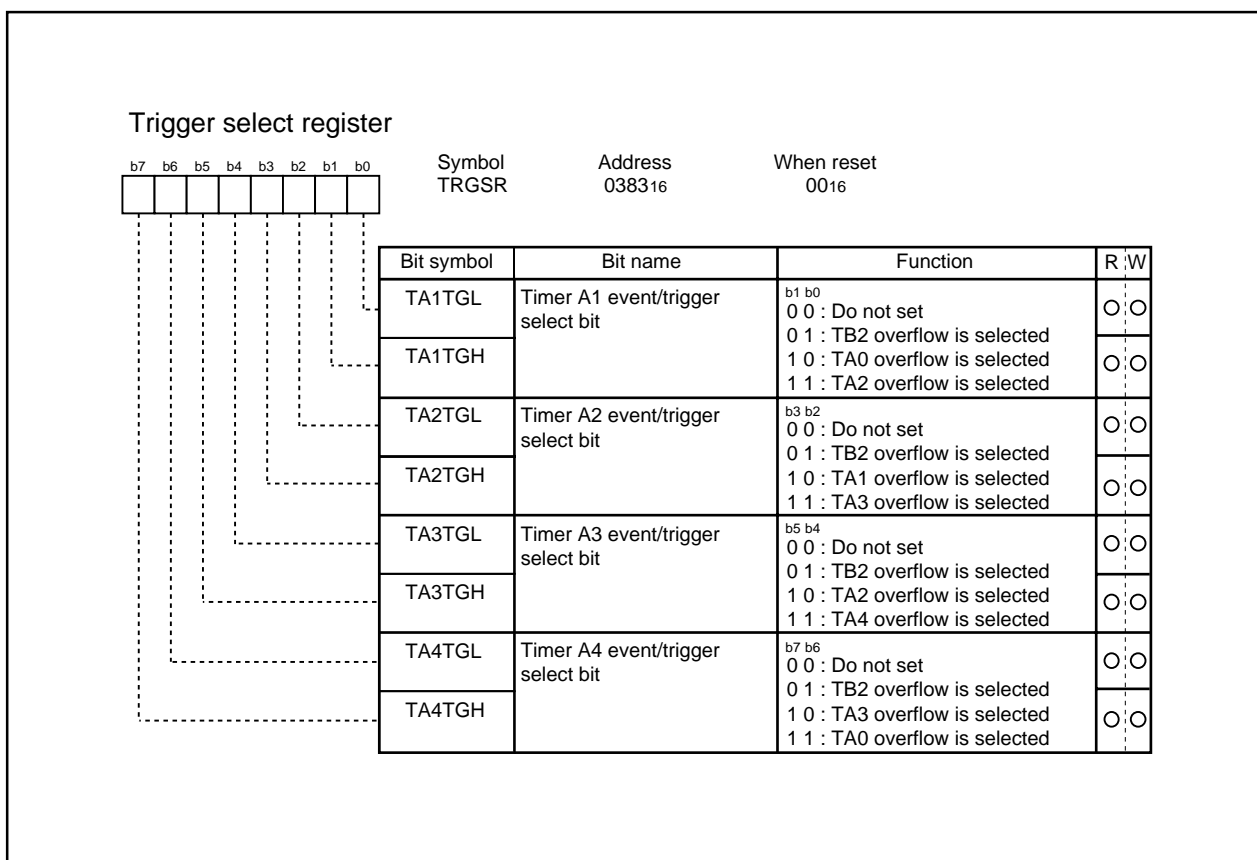 Trigger select register
b7 b6 b5 b4 b3 b2 b1 b0
Symbol Address When reset
TRGSR 038316 0016
Bit symbol Bit name Function R W
TA1TGL Timer A1 event/trigger select bit
b1 b0
0 0 : Do not set
0 1 : TB2 overflow is selected
TA1TGH
1 0 : TA0 overflow is selected
1 1 : TA2 overflow is selected
TA2TGL Timer A2 event/trigger select bit
b3 b2
0 0 : Do not set
0 1 : TB2 overflow is selected
TA2TGH
1 0 : TA1 overflow is selected
1 1 : TA3 overflow is selected
TA3TGL Timer A3 event/trigger select bit
b5 b4
0 0 : Do not set
0 1 : TB2 overflow is selected
TA3TGH
1 0 : TA2 overflow is selected
1 1 : TA4 overflow is selected
TA4TGL Timer A4 event/trigger select bit
b7 b6
0 0 : Do not set
0 1 : TB2 overflow is selected
TA4TGH
1 0 : TA3 overflow is selected
1 1 : TA0 overflow is selected